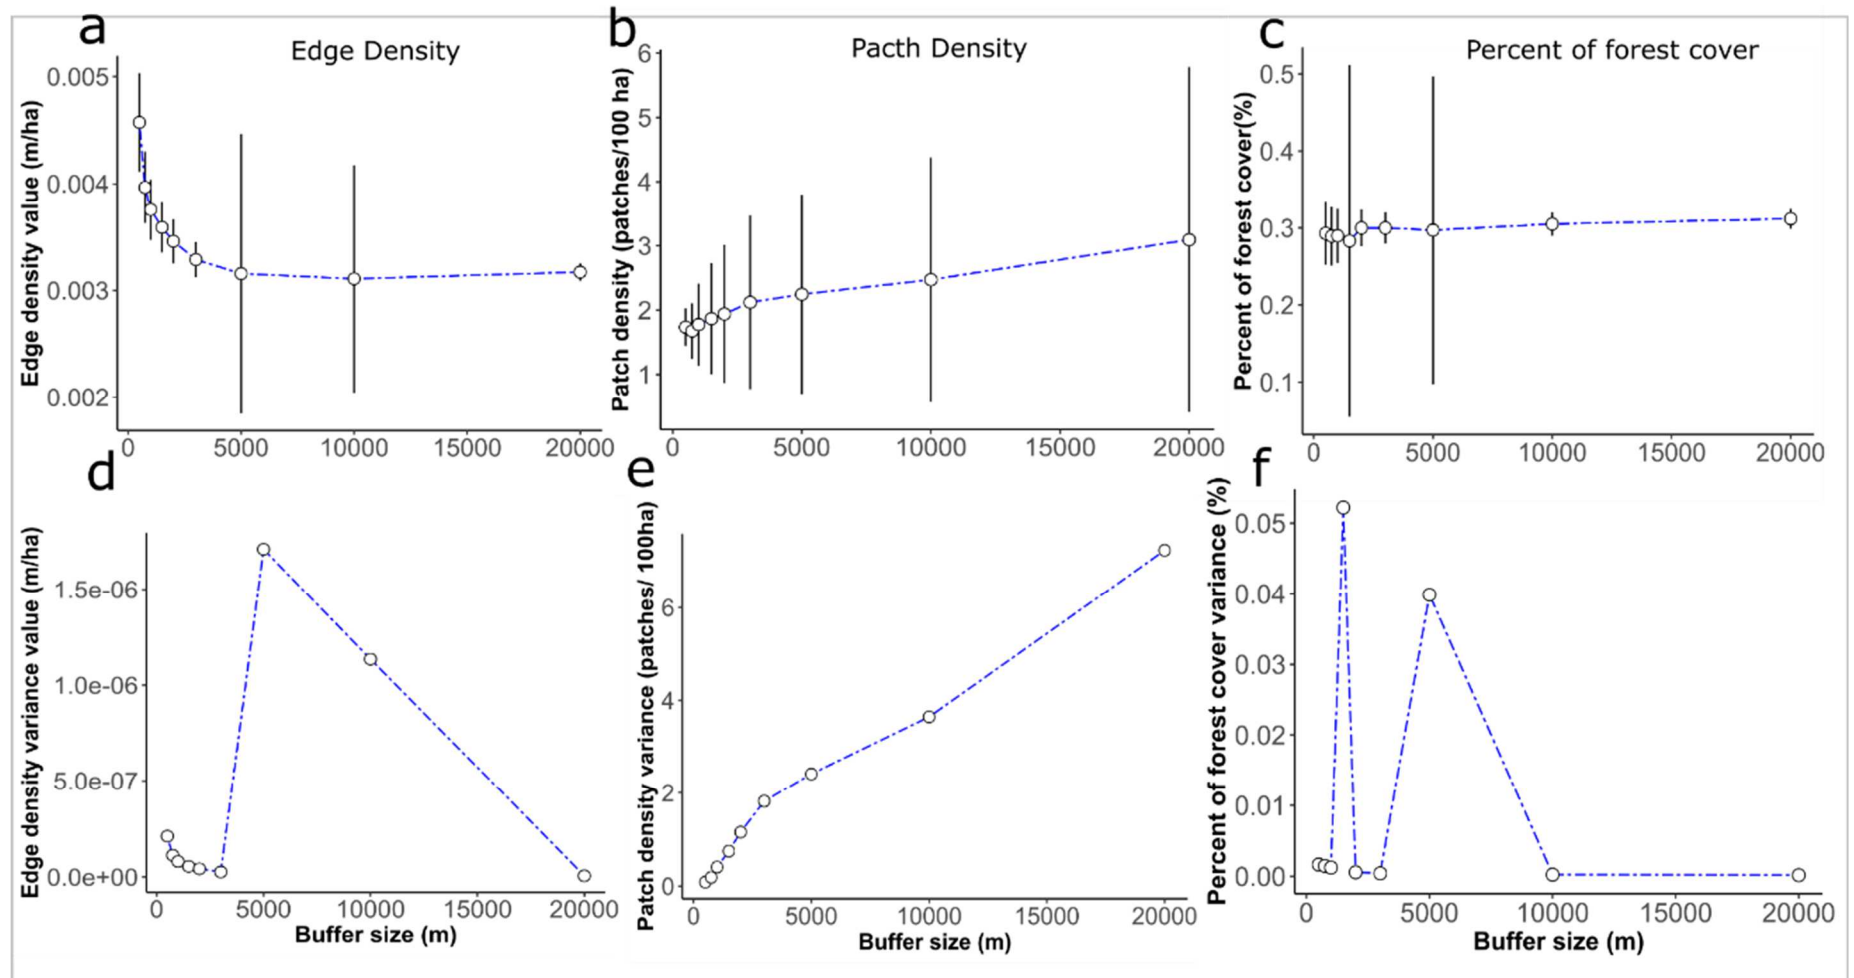 a
Edge Density
Edge density value (m/ha)
0.005
0.004
0.003
0.002
0 5000 10000 15000 20000
b
Pacth Density
Patch density (patches/100 ha)
6
5
4
3
2
1
0 5000 10000 15000 20000
c
Percent of forest cover
Percent of forest cover(%)
0.5
0.4
0.3
0.2
0.1
0 5000 10000 15000 20000
d
Edge density variance value (m/ha)
1.5e-06
1.0e-06
5.0e-07
0.0e+00
0 5000 10000 15000 20000
Buffer size (m)
e
Patch density variance (patches/ 100ha)
6
4
2
0
0 5000 10000 15000 20000
Buffer size (m)
f
Percent of forest cover variance (%)
0.05
0.04
0.03
0.02
0.01
0.00
0 5000 10000 15000 20000
Buffer size (m)